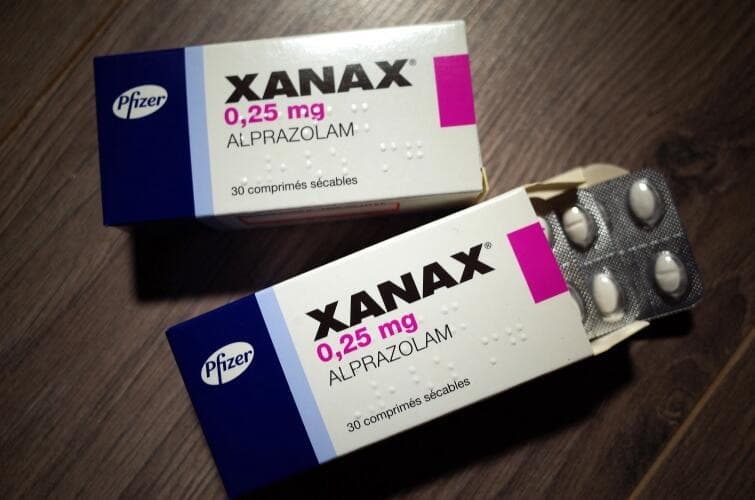 Pfizer
XANAX®
0,25 mg
ALPRAZOLAM
30 comprimés sécables
Pfizer
XANAX®
0,25 mg
ALPRAZOLAM
30 comprimés sécables